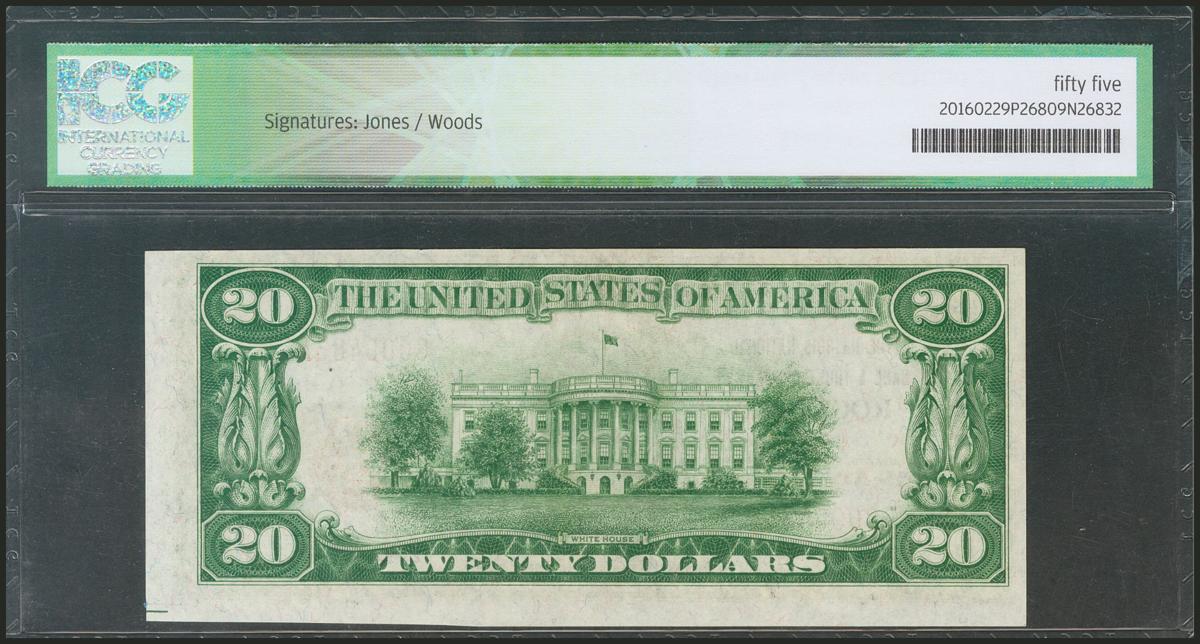 ICG
INTERNATIONAL
CURRENCY
GRADING
Signatures: Jones / Woods
fifty five
20160229P26809N26832
20 THE UNITED STATES OF AMERICA 20
WHITE HOUSE
20 TWENTY DOLLARS 20